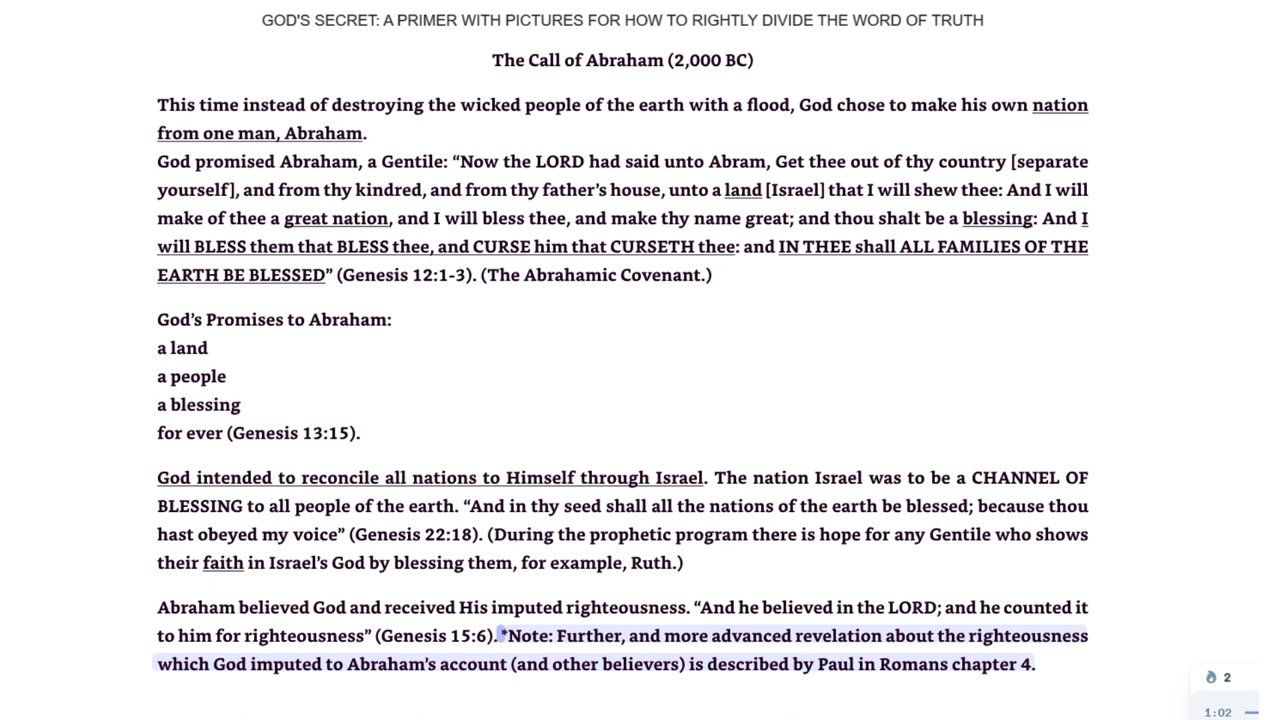 GOD'S SECRET: A PRIMER WITH PICTURES FOR HOW TO RIGHTLY DIVIDE THE WORD OF TRUTH
The Call of Abraham (2,000 BC)
This time instead of destroying the wicked people of the earth with a flood, God chose to make his own nation
from one man, Abraham.
God promised Abraham, a Gentile: “Now the LORD had said unto Abram, Get thee out of thy country [separate
yourself], and from thy kindred, and from thy father’s house, unto a land [Israel] that I will shew thee: And I will
make of thee a great nation, and I will bless thee, and make thy name great; and thou shalt be a blessing: And I
will BLESS them that BLESS thee, and CURSE him that CURSETH thee: and IN THEE shall ALL FAMILIES OF THE
EARTH BE BLESSED” (Genesis 12:1-3). (The Abrahamic Covenant.)
God’s Promises to Abraham:
a land
a people
a blessing
for ever (Genesis 13:15).
God intended to reconcile all nations to Himself through Israel. The nation Israel was to be a CHANNEL OF
BLESSING to all people of the earth. “And in thy seed shall all the nations of the earth be blessed; because thou
hast obeyed my voice” (Genesis 22:18). (During the prophetic program there is hope for any Gentile who shows
their faith in Israel’s God by blessing them, for example, Ruth.)
Abraham believed God and received His imputed righteousness. “And he believed in the LORD; and he counted it
to him for righteousness” (Genesis 15:6). *Note: Further, and more advanced revelation about the righteousness
which God imputed to Abraham’s account (and other believers) is described by Paul in Romans chapter 4.
2
1:02